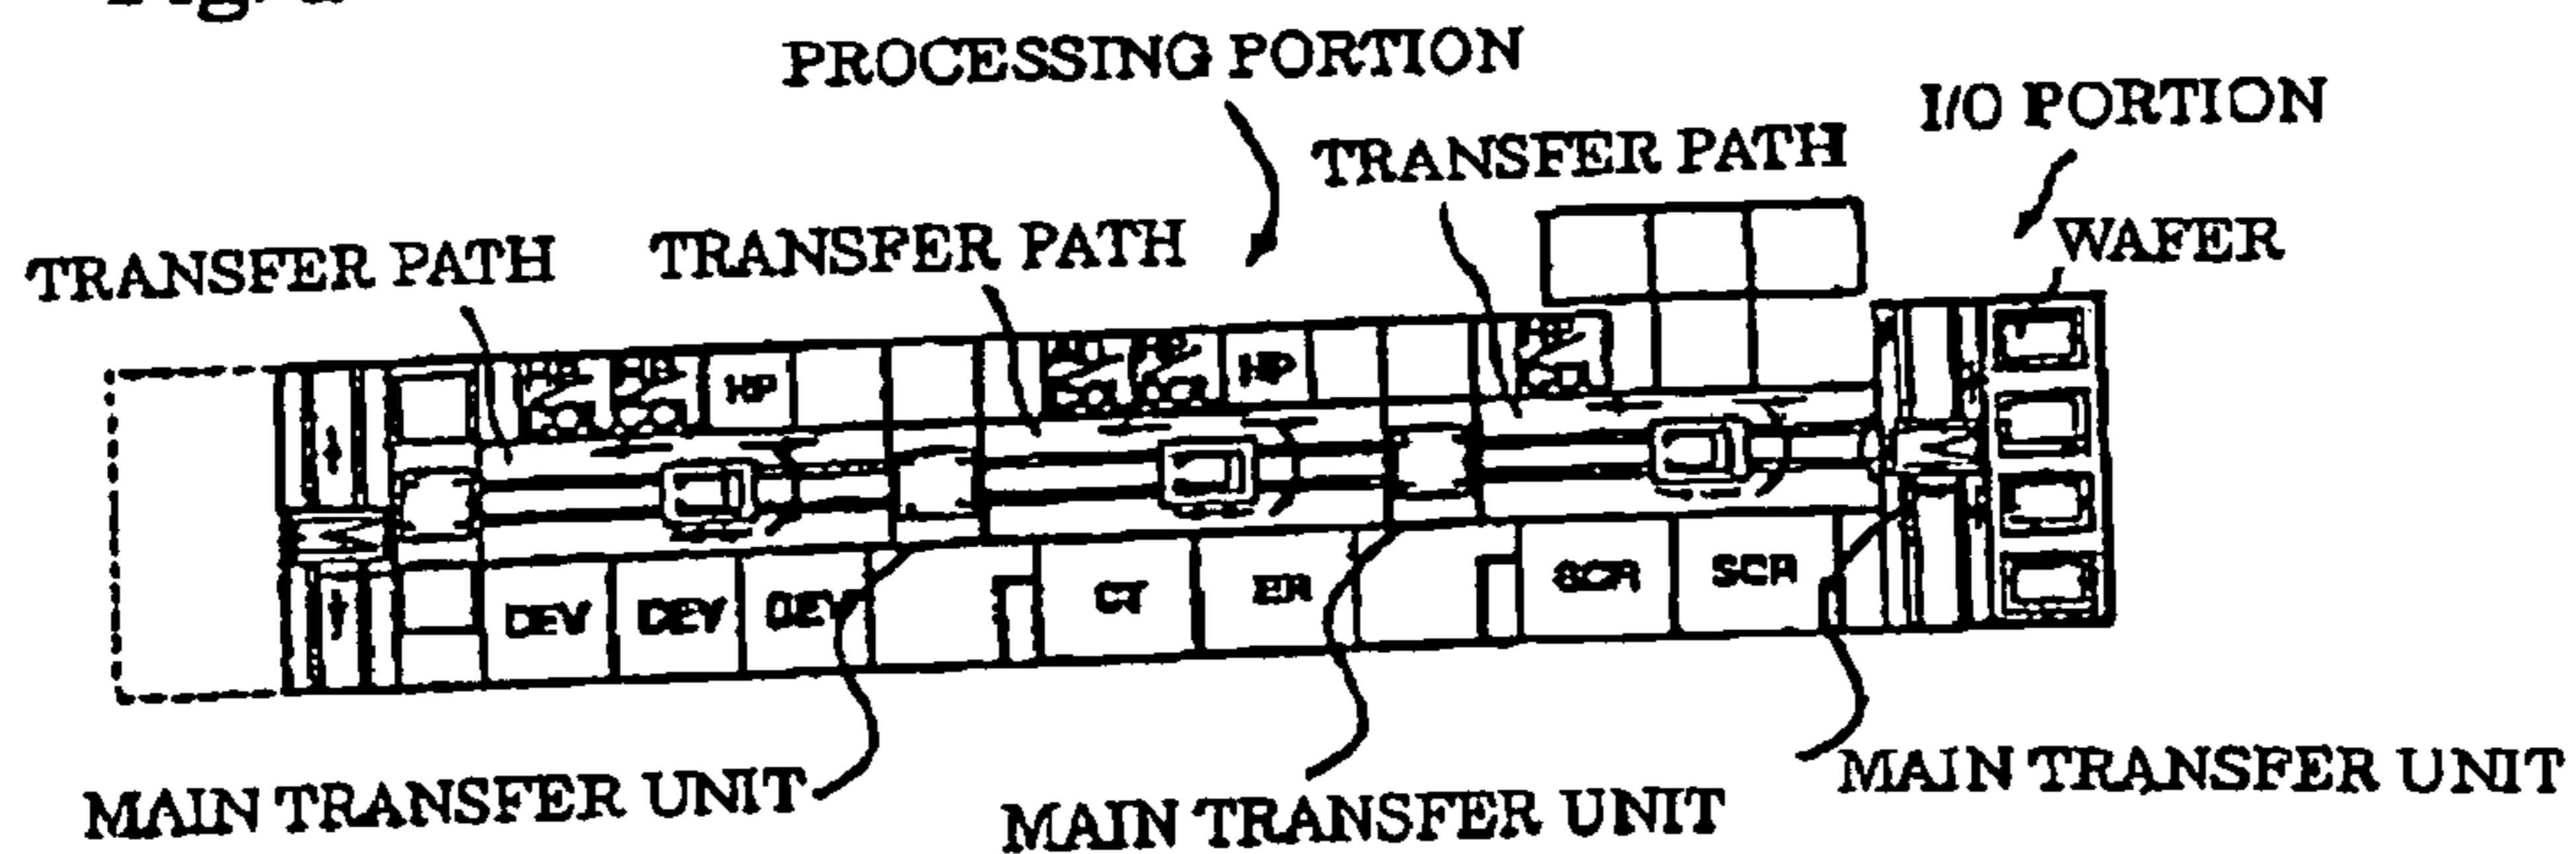 PROCESSING PORTION
I/O PORTION
TRANSFER PATH
WAFER
TRANSFER PATH
TRANSFER PATH
HP
HP
DEV
DEV
DEV
CT
ER
SCR
SCR
MAIN TRANSFER UNIT
MAIN TRANSFER UNIT
MAIN TRANSFER UNIT